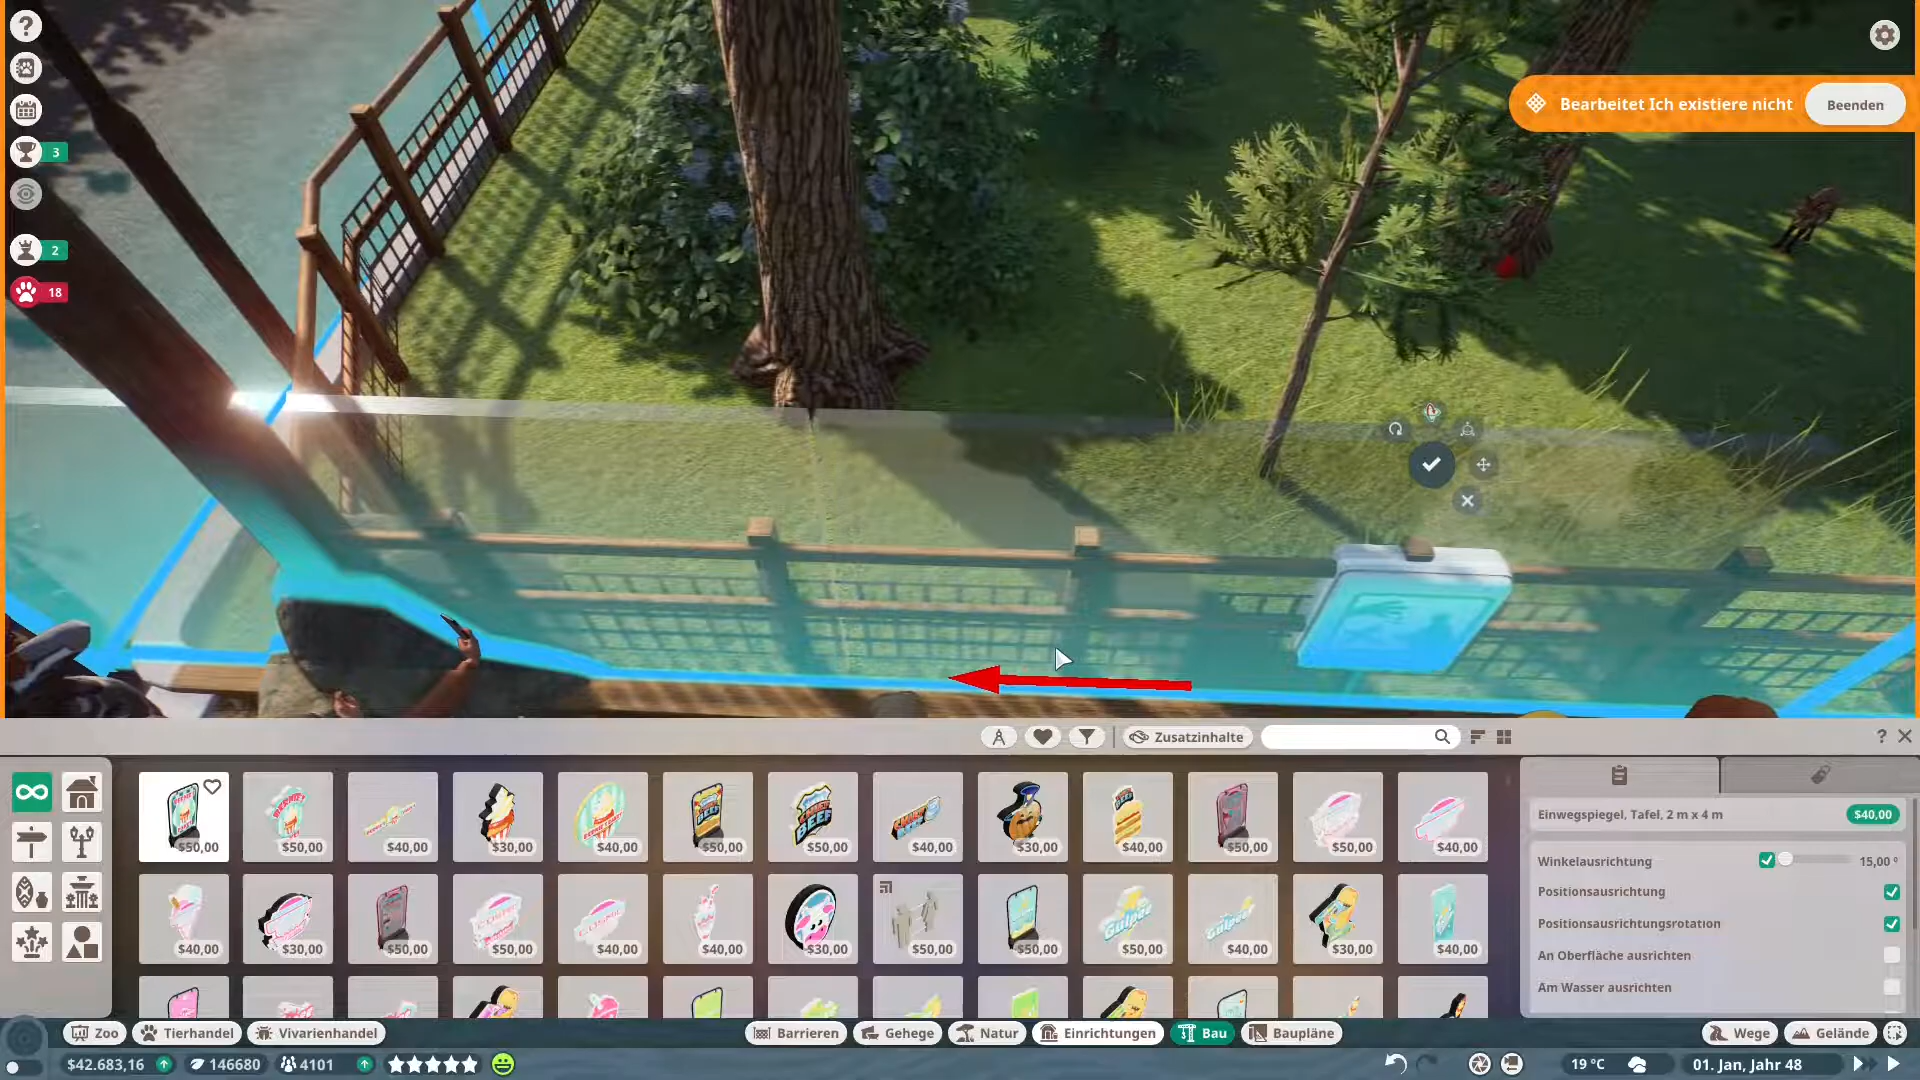 ?
Bearbeitet Ich existiere nicht
Beenden
3
2
18
Zusatzinhalte
?
$50,00
$50,00
$40,00
$30,00
$40,00
$50,00
$50,00
$40,00
$30,00
$40,00
$50,00
$50,00
$40,00
$40,00
$30,00
$50,00
$50,00
$40,00
$40,00
$30,00
$50,00
$50,00
$50,00
$40,00
$30,00
$40,00
BEEF
Gulpee
Einwegspiegel, Tafel, 2 m x 4 m
$40,00
Winkelausrichtung
15,00 °
Positionsausrichtung
Positionsausrichtungsrotation
An Oberfläche ausrichten
Am Wasser ausrichten
Zoo
Tierhandel
Vivarienhandel
Barrieren
Gehege
Natur
Einrichtungen
Bau
Baupläne
Wege
Gelände
$42.683,16
146680
4101
19 °C
01. Jan, Jahr 48